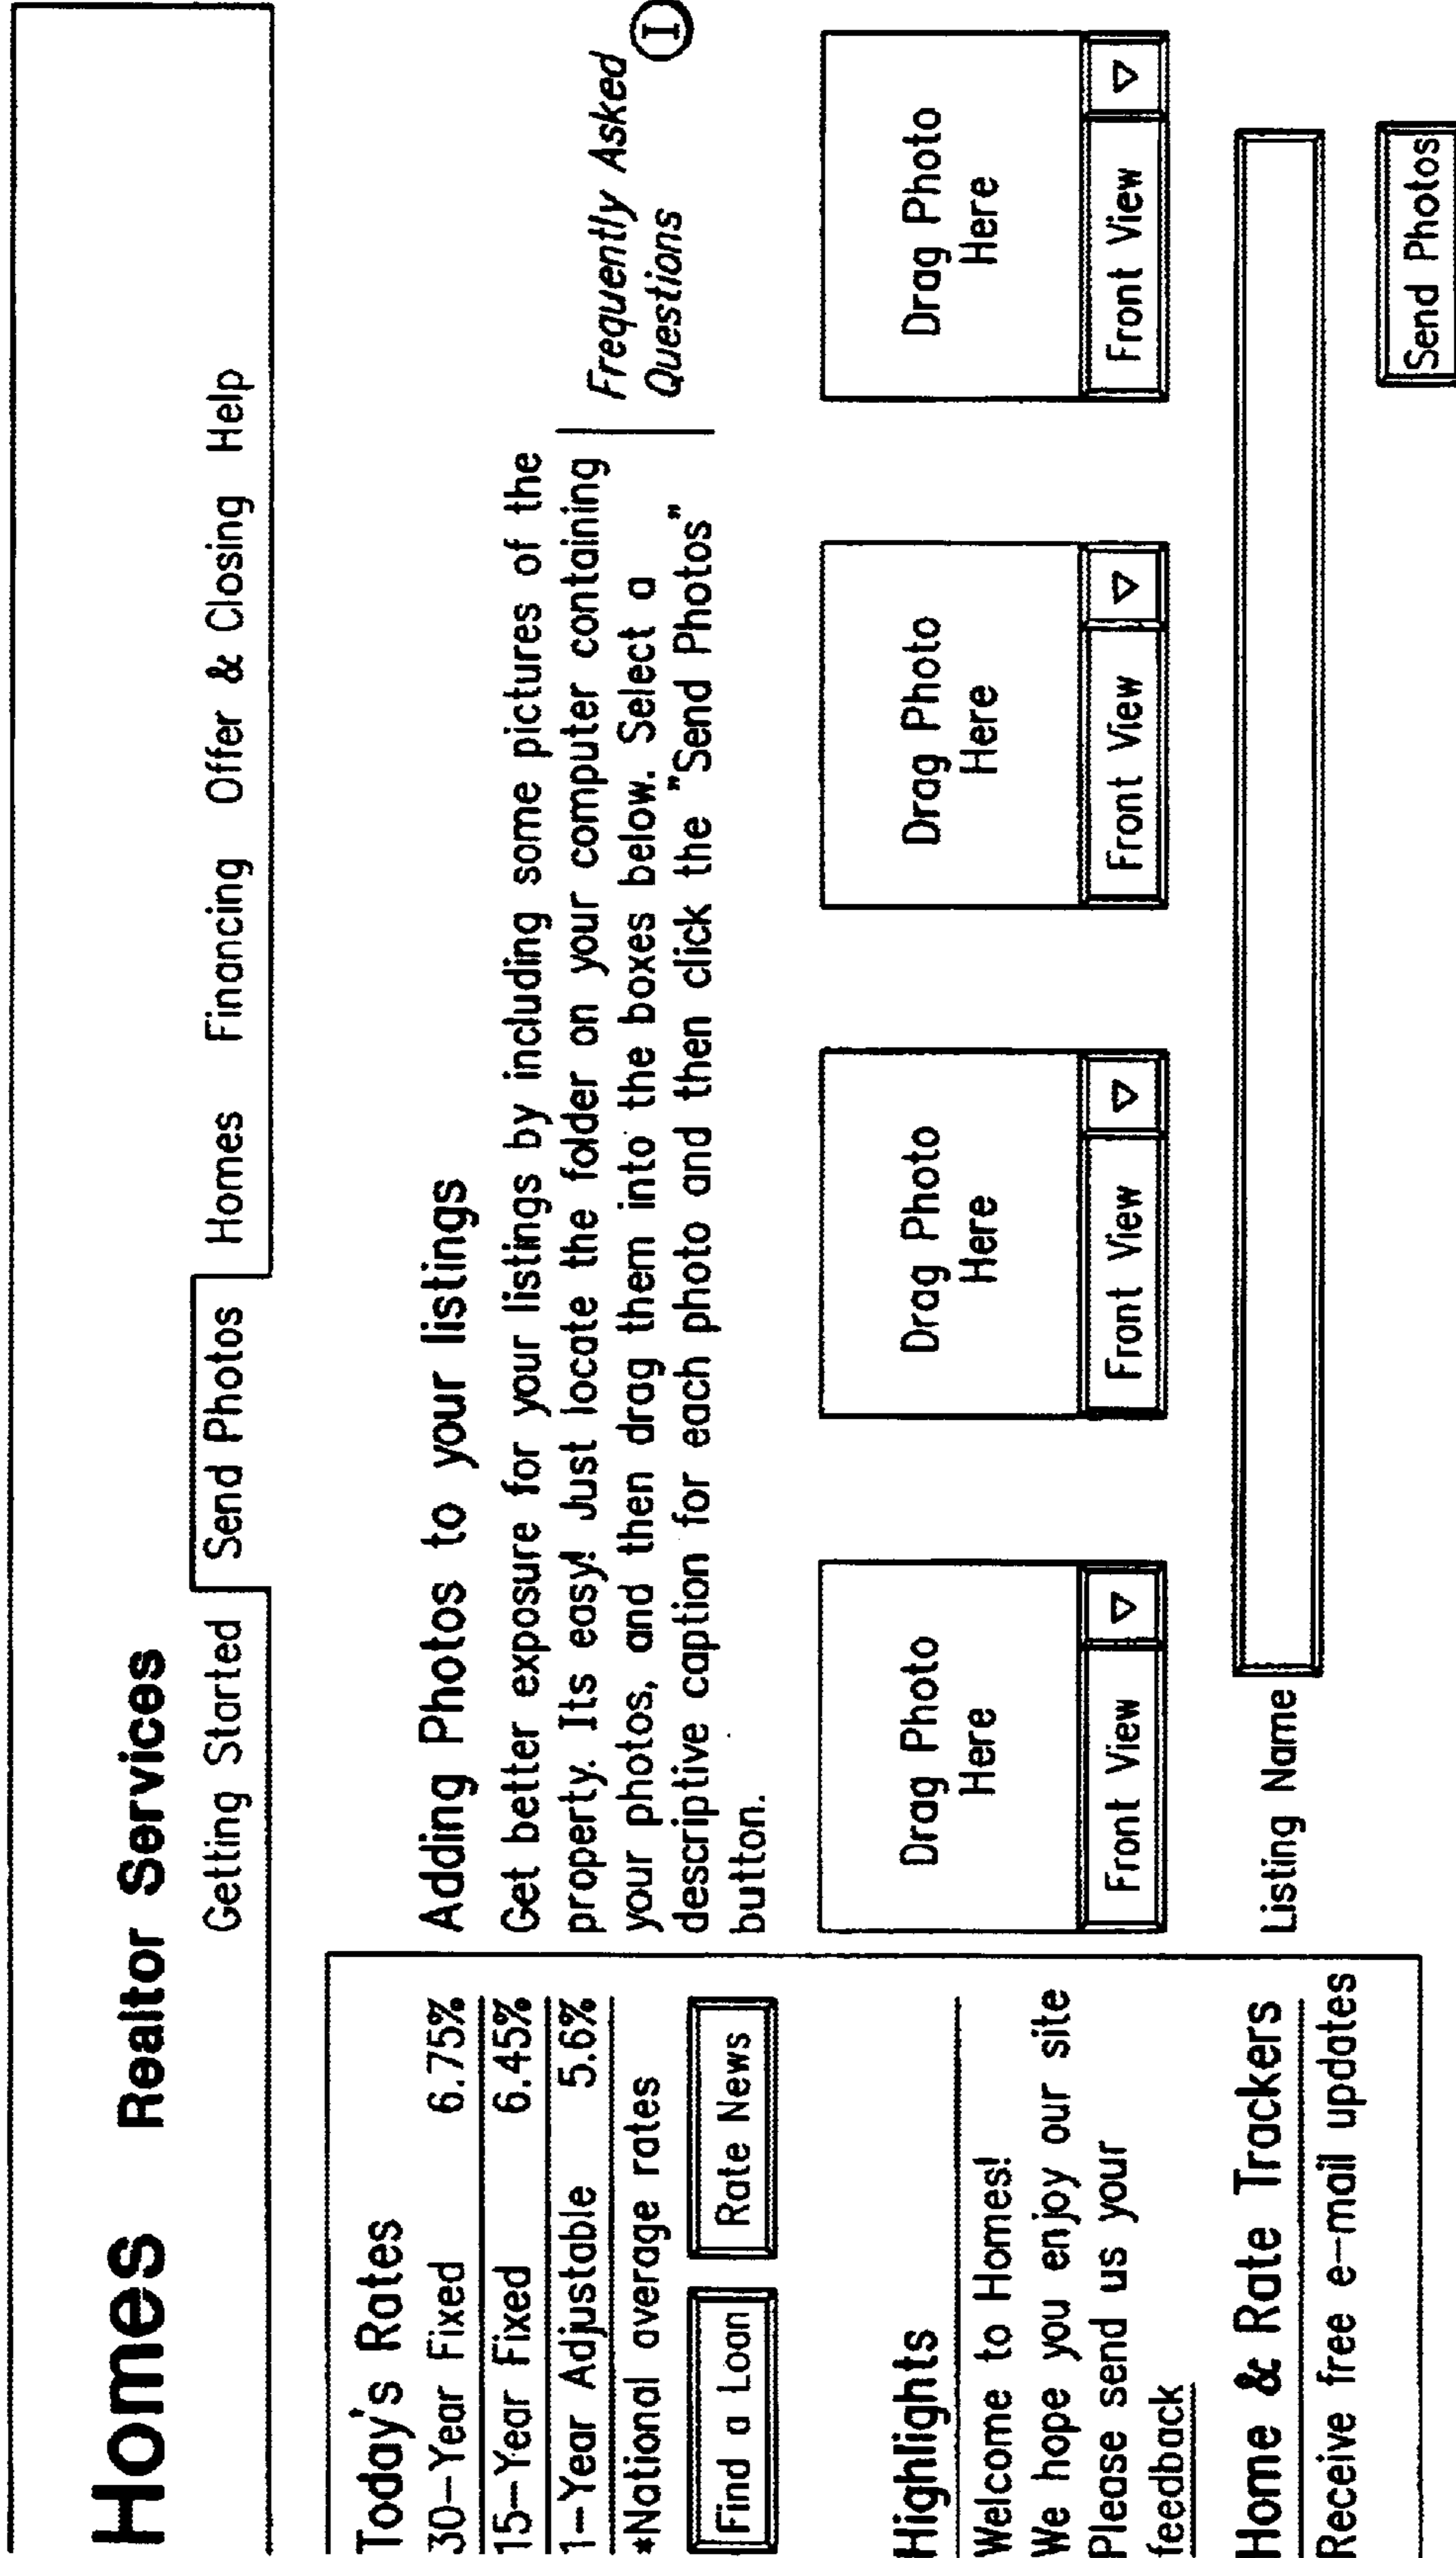 Homes Realtor Services
Getting Started Send Photos Homes Financing Offer & Closing Help
Today's Rates
30-Year Fixed 6.75%
15-Year Fixed 6.45%
1-Year Adjustable 5.6%
*National average rates
Find a Loan Rate News
Highlights
Welcome to Homes!
We hope you enjoy our site
Please send us your
feedback
Home & Rate Trackers
Receive free e-mail updates
Adding Photos to your listings
Get better exposure for your listings by including some pictures of the
property. Its easy! Just locate the folder on your computer containing
your photos, and then drag them into the boxes below. Select a
descriptive caption for each photo and then click the "Send Photos"
button.
Frequently Asked
Questions
I
Drag Photo
Here
Front View
Drag Photo
Here
Front View
Drag Photo
Here
Front View
Drag Photo
Here
Front View
Listing Name
Send Photos